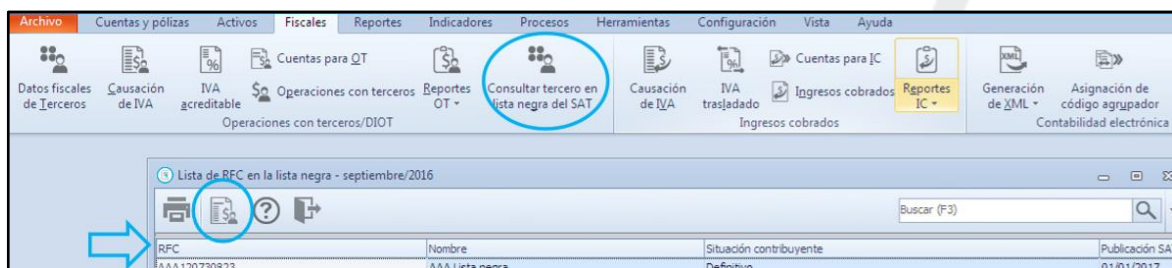 Archivo Cuentas y pólizas Activos Fiscales Reportes Indicadores Procesos Herramientas Configuración Vista Ayuda
Datos fiscales de Terceros
Causación de IVA
IVA acreditable
Cuentas para OT
Operaciones con terceros
Reportes OT
Consultar tercero en lista negra del SAT
Operaciones con terceros/DIOT
Causación de IVA
IVA trasladado
Cuentas para IC
Ingresos cobrados
Reportes IC
Ingresos cobrados
Generación de XML
Asignación de código agrupador
Contabilidad electrónica
Lista de RFC en la lista negra - septiembre/2016
Buscar (F3)
RFC Nombre Situación contribuyente Publicación SA
AAA120730823 AAA Lista negra Definitivo 01/01/2017